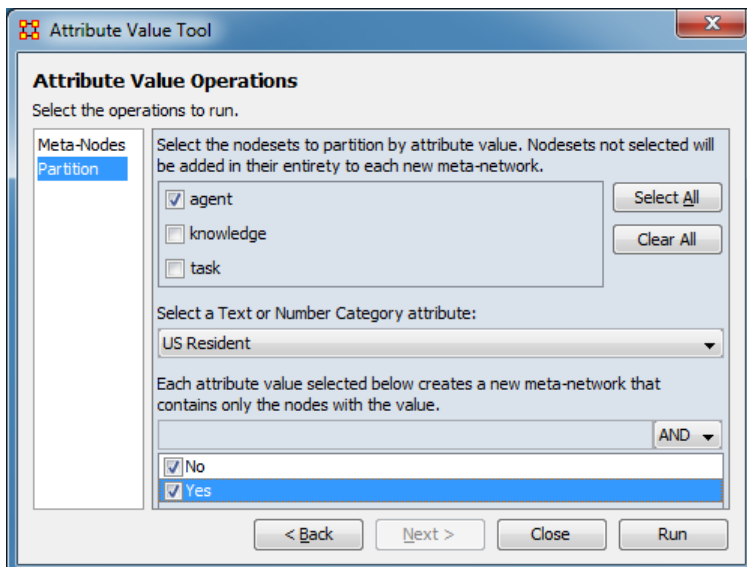 Attribute Value Tool
Attribute Value Operations
Select the operations to run.
Meta-Nodes
Partition
Select the nodesets to partition by attribute value. Nodesets not selected will
be added in their entirety to each new meta-network.
agent
knowledge
task
Select All
Clear All
Select a Text or Number Category attribute:
US Resident
Each attribute value selected below creates a new meta-network that
contains only the nodes with the value.
AND
No
Yes
< Back
Next >
Close
Run